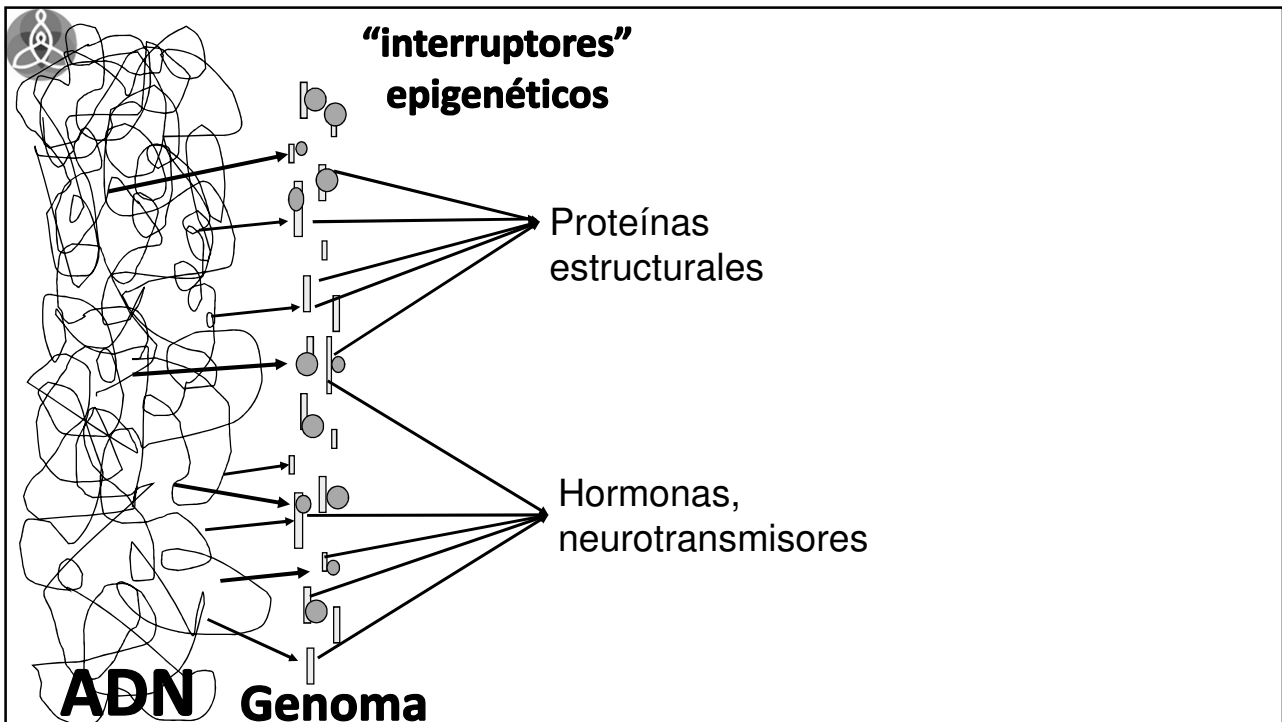 “interruptores”
epigenéticos
Proteínas
estructurales
Hormonas,
neurotransmisores
ADN
Genoma